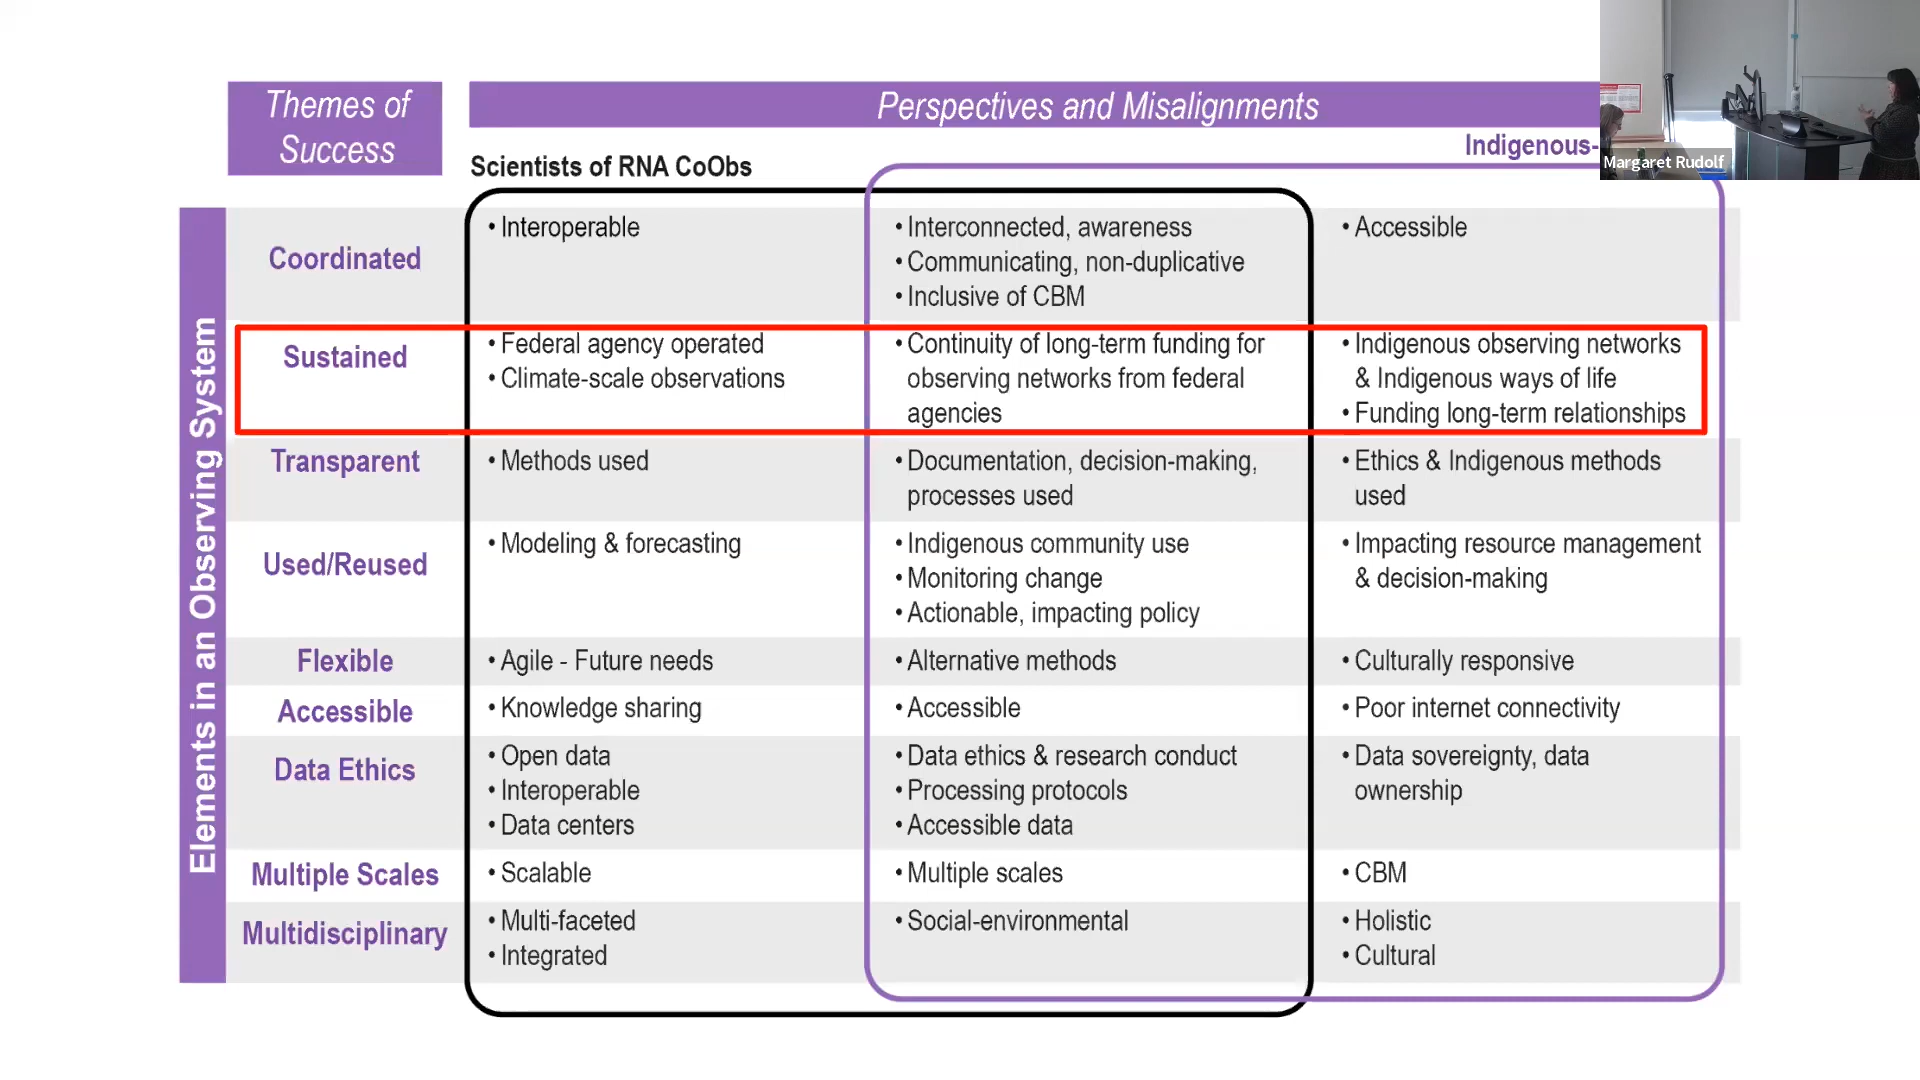 Themes of
Success
Perspectives and Misalignments
Scientists of RNA CoObs
Indigenous-
Margaret Rudolf
Elements in an Observing System
Coordinated
• Interoperable
• Interconnected, awareness
• Communicating, non-duplicative
• Inclusive of CBM
• Accessible
Sustained
• Federal agency operated
• Climate-scale observations
• Continuity of long-term funding for
observing networks from federal
agencies
• Indigenous observing networks
& Indigenous ways of life
• Funding long-term relationships
Transparent
• Methods used
• Documentation, decision-making,
processes used
• Ethics & Indigenous methods
used
Used/Reused
• Modeling & forecasting
• Indigenous community use
• Monitoring change
• Actionable, impacting policy
• Impacting resource management
& decision-making
Flexible
• Agile - Future needs
• Alternative methods
• Culturally responsive
Accessible
• Knowledge sharing
• Accessible
• Poor internet connectivity
Data Ethics
• Open data
• Interoperable
• Data centers
• Data ethics & research conduct
• Processing protocols
• Accessible data
• Data sovereignty, data
ownership
Multiple Scales
• Scalable
• Multiple scales
• CBM
Multidisciplinary
• Multi-faceted
• Integrated
• Social-environmental
• Holistic
• Cultural